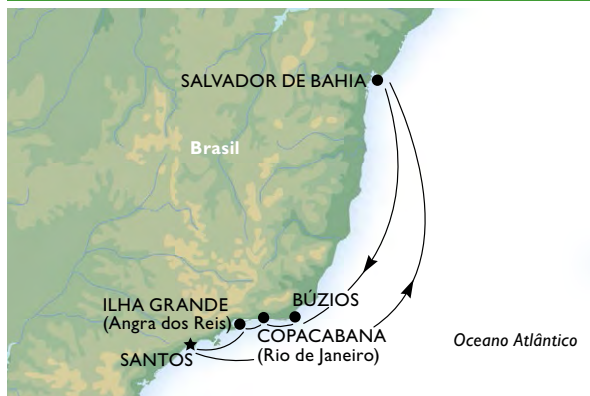 SALVADOR DE BAHIA
Brasil
ILHA GRANDE
(Angra dos Reis)
BÚZIOS
COPACABANA
(Rio de Janeiro)
SANTOS
Oceano Atlântico